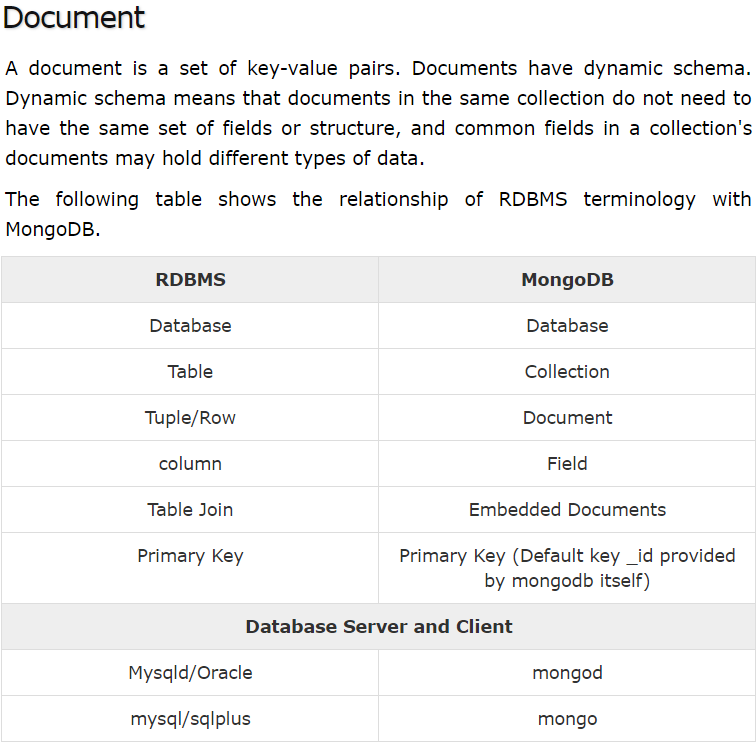 Document
A document is a set of key-value pairs. Documents have dynamic schema.
Dynamic schema means that documents in the same collection do not need to
have the same set of fields or structure, and common fields in a collection's
documents may hold different types of data.
The following table shows the relationship of RDBMS terminology with
MongoDB.
RDBMS MongoDB
Database Database
Table Collection
Tuple/Row Document
column Field
Table Join Embedded Documents
Primary Key Primary Key (Default key _id provided
by mongodb itself)
Database Server and Client
Mysqld/Oracle mongod
mysql/sqlplus mongo